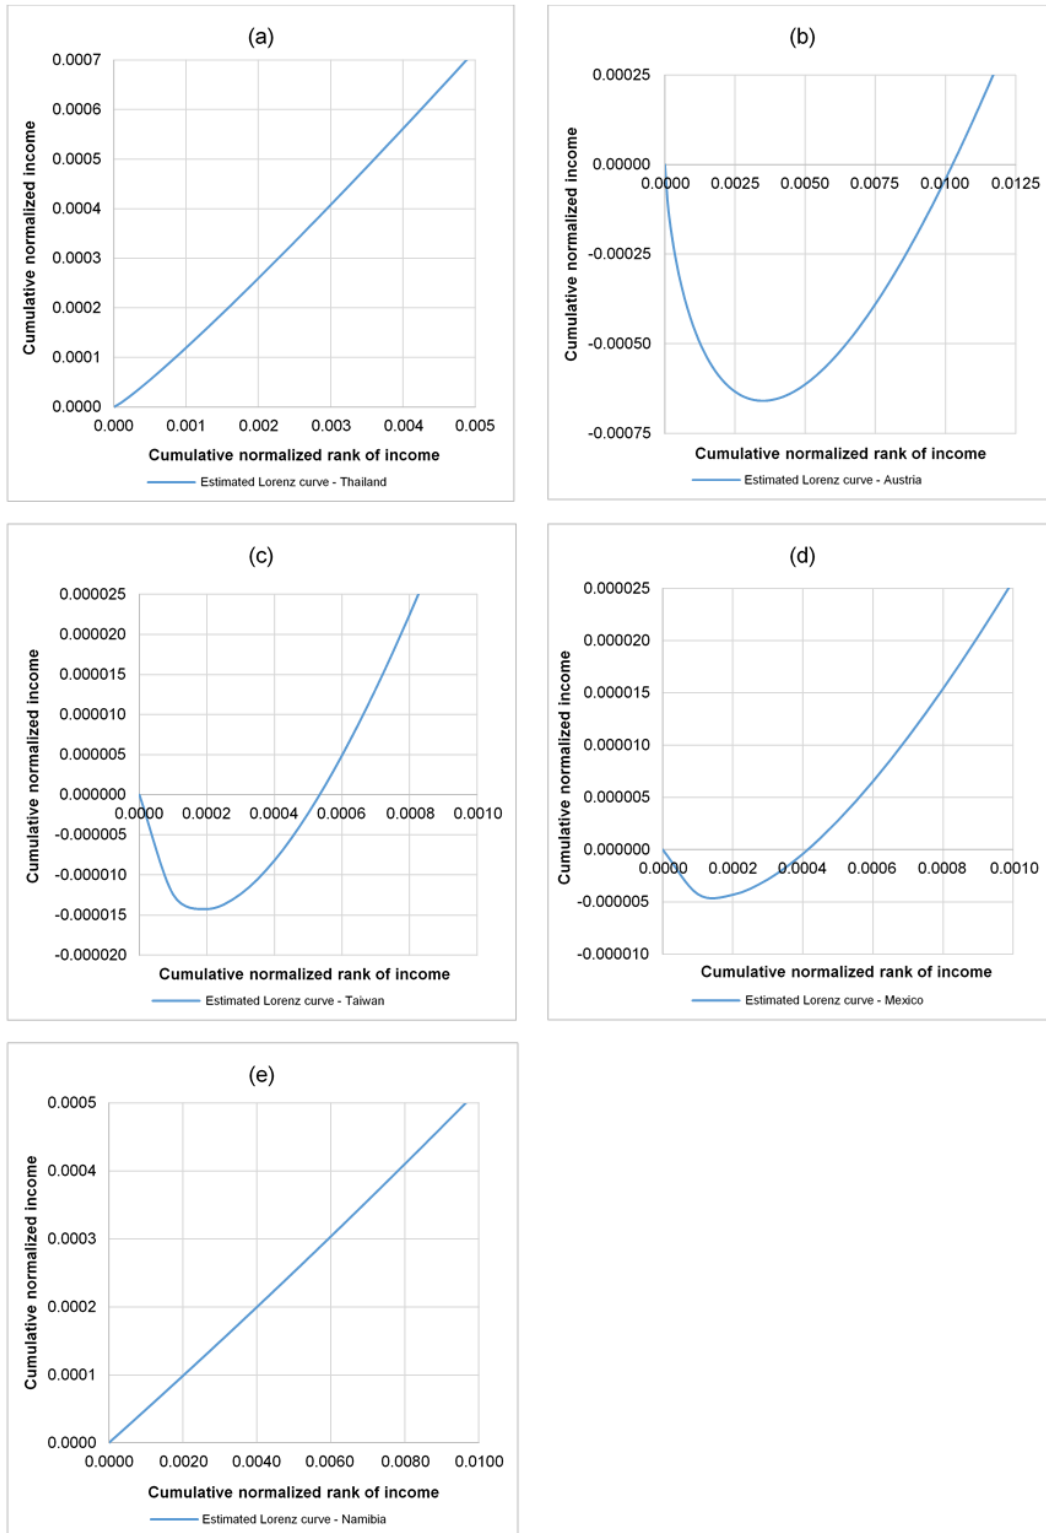 (a)
0.0007
0.0006
0.0005
0.0004
0.0003
0.0002
0.0001
0.0000
0.000 0.001 0.002 0.003 0.004 0.005
Cumulative normalized income
Cumulative normalized rank of income
Estimated Lorenz curve - Thailand
(b)
0.00025
0.00000
-0.00025
-0.00050
-0.00075
0.0000 0.0025 0.0050 0.0075 0.0100 0.0125
Cumulative normalized income
Cumulative normalized rank of income
Estimated Lorenz curve - Austria
(c)
0.000025
0.000020
0.000015
0.000010
0.000005
0.000000
-0.000005
-0.000010
-0.000015
-0.000020
0.0000 0.0002 0.0004 0.0006 0.0008 0.0010
Cumulative normalized income
Cumulative normalized rank of income
Estimated Lorenz curve - Taiwan
(d)
0.000025
0.000020
0.000015
0.000010
0.000005
0.000000
-0.000005
-0.000010
0.0000 0.0002 0.0004 0.0006 0.0008 0.0010
Cumulative normalized income
Cumulative normalized rank of income
Estimated Lorenz curve - Mexico
(e)
0.0005
0.0004
0.0003
0.0002
0.0001
0.0000
0.0000 0.0020 0.0040 0.0060 0.0080 0.0100
Cumulative normalized income
Cumulative normalized rank of income
Estimated Lorenz curve - Namibia